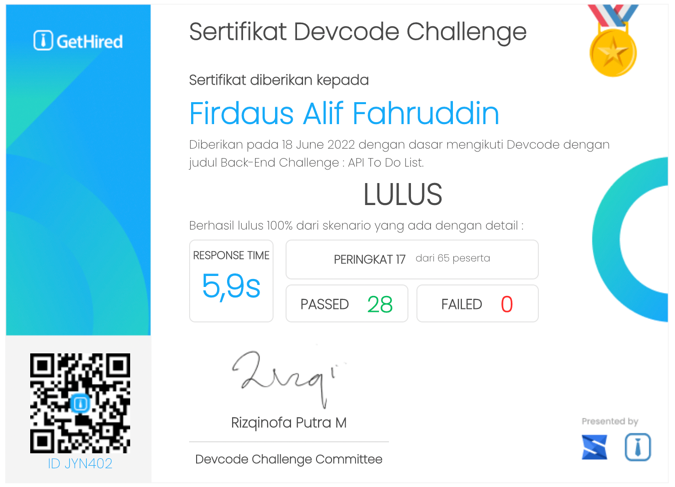 GetHired
Sertifikat Devcode Challenge
Sertifikat diberikan kepada
Firdaus Alif Fahruddin
Diberikan pada 18 June 2022 dengan dasar mengikuti Devcode dengan
judul Back-End Challenge : API To Do List.
LULUS
Berhasil lulus 100% dari skenario yang ada dengan detail :
RESPONSE TIME
5,9s
PERINGKAT 17 dari 65 peserta
PASSED 28
FAILED 0
Rizqinofa Putra M
Devcode Challenge Committee
ID JYN402
Presented by